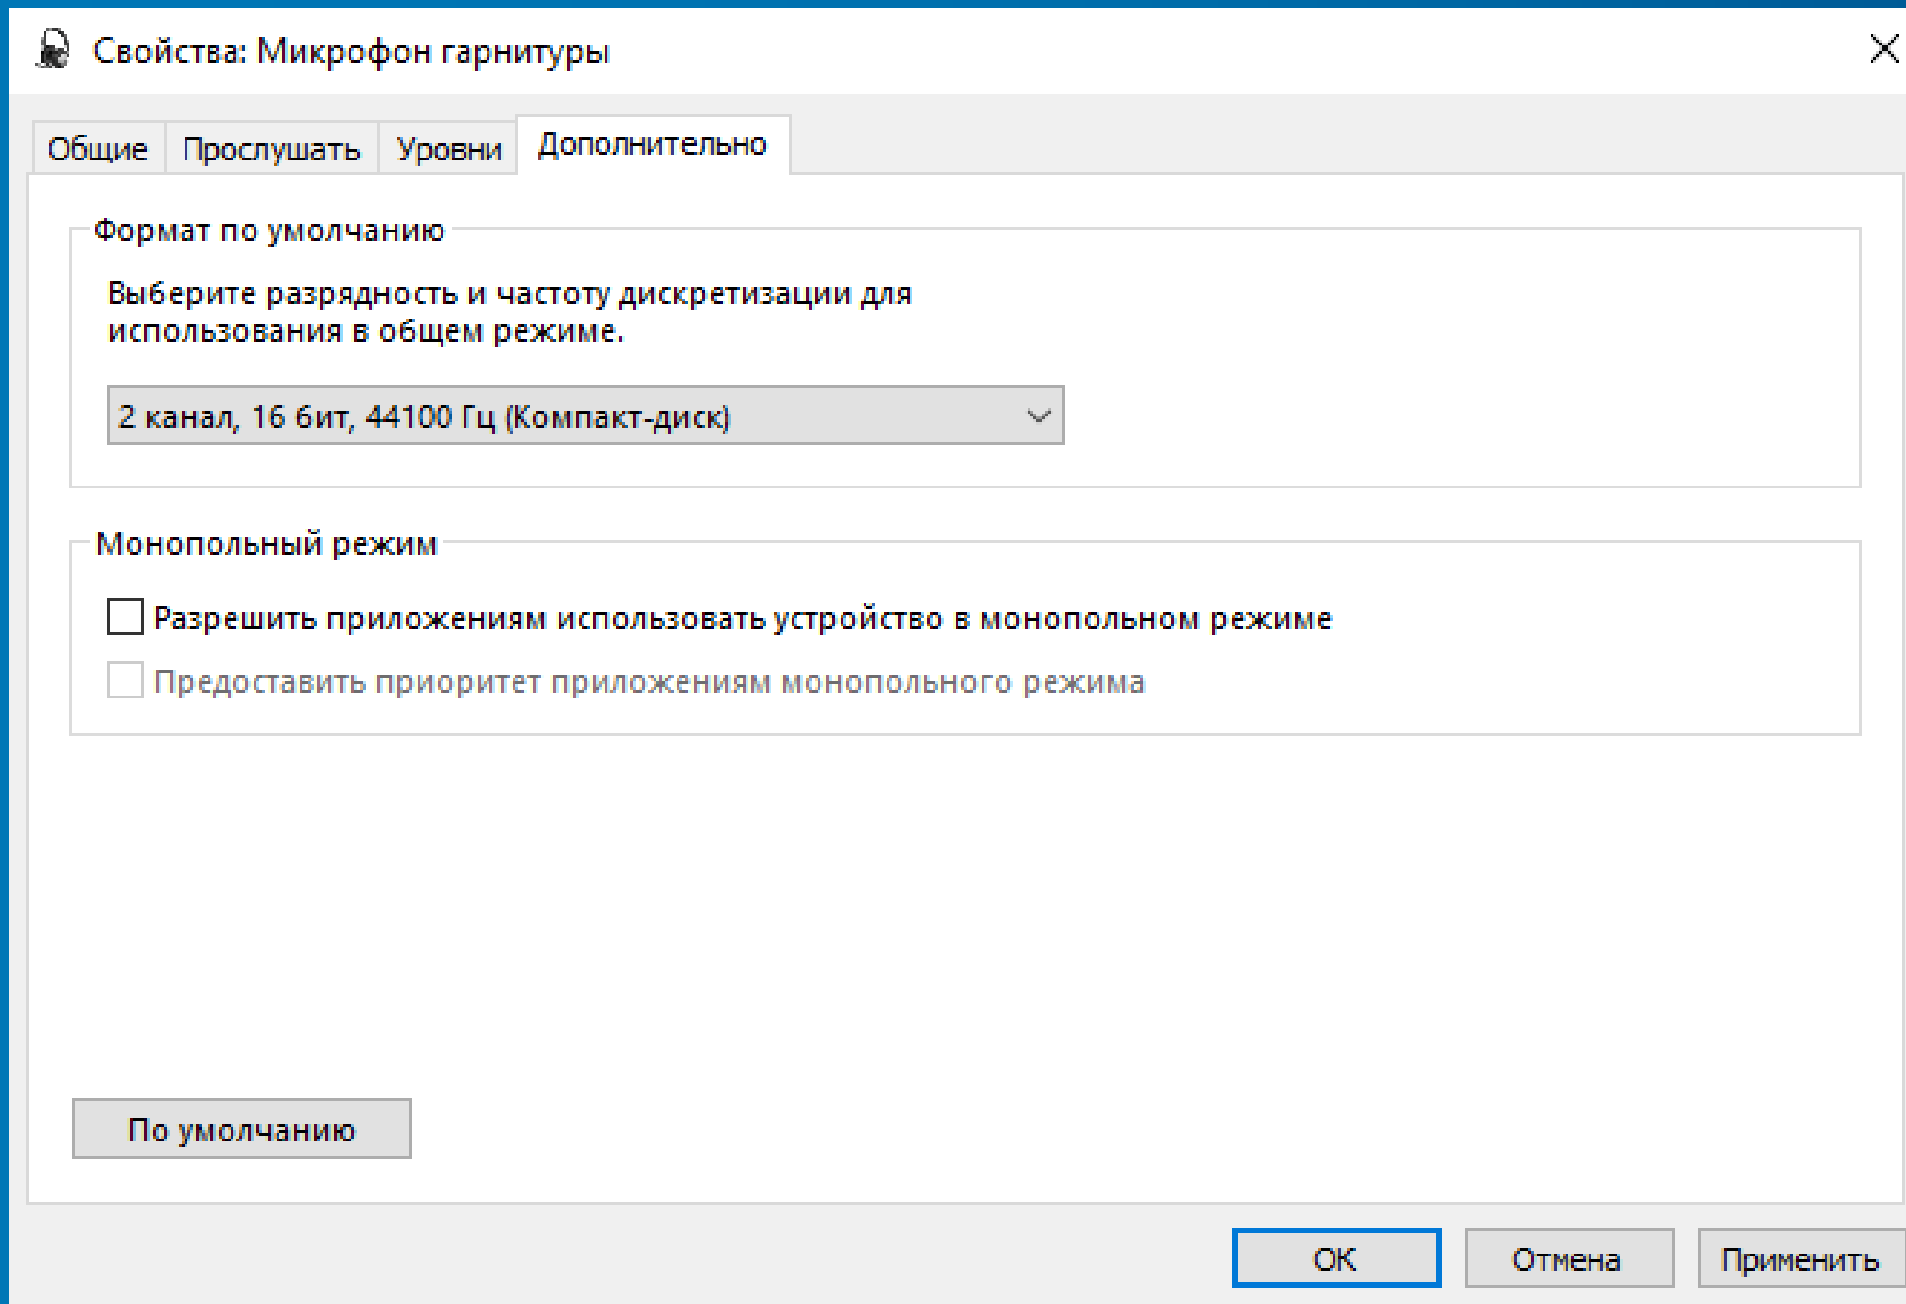 Свойства: Микрофон гарнитуры
Общие
Прослушать
Уровни
Дополнительно
Формат по умолчанию
Выберите разрядность и частоту дискретизации для
использования в общем режиме.
2 канал, 16 бит, 44100 Гц (Компакт-диск)
Монопольный режим
Разрешить приложениям использовать устройство в монопольном режиме
Предоставить приоритет приложениям монопольного режима
По умолчанию
ОК
Отмена
Применить